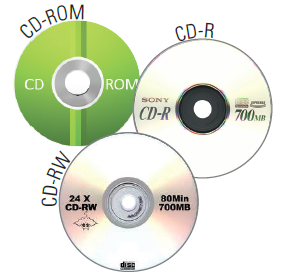 CD-ROM
CD ROM
CD-R
SONY
CD-R
700MB
CD-RW
24 X
CD-RW
80Min
700MB
disc